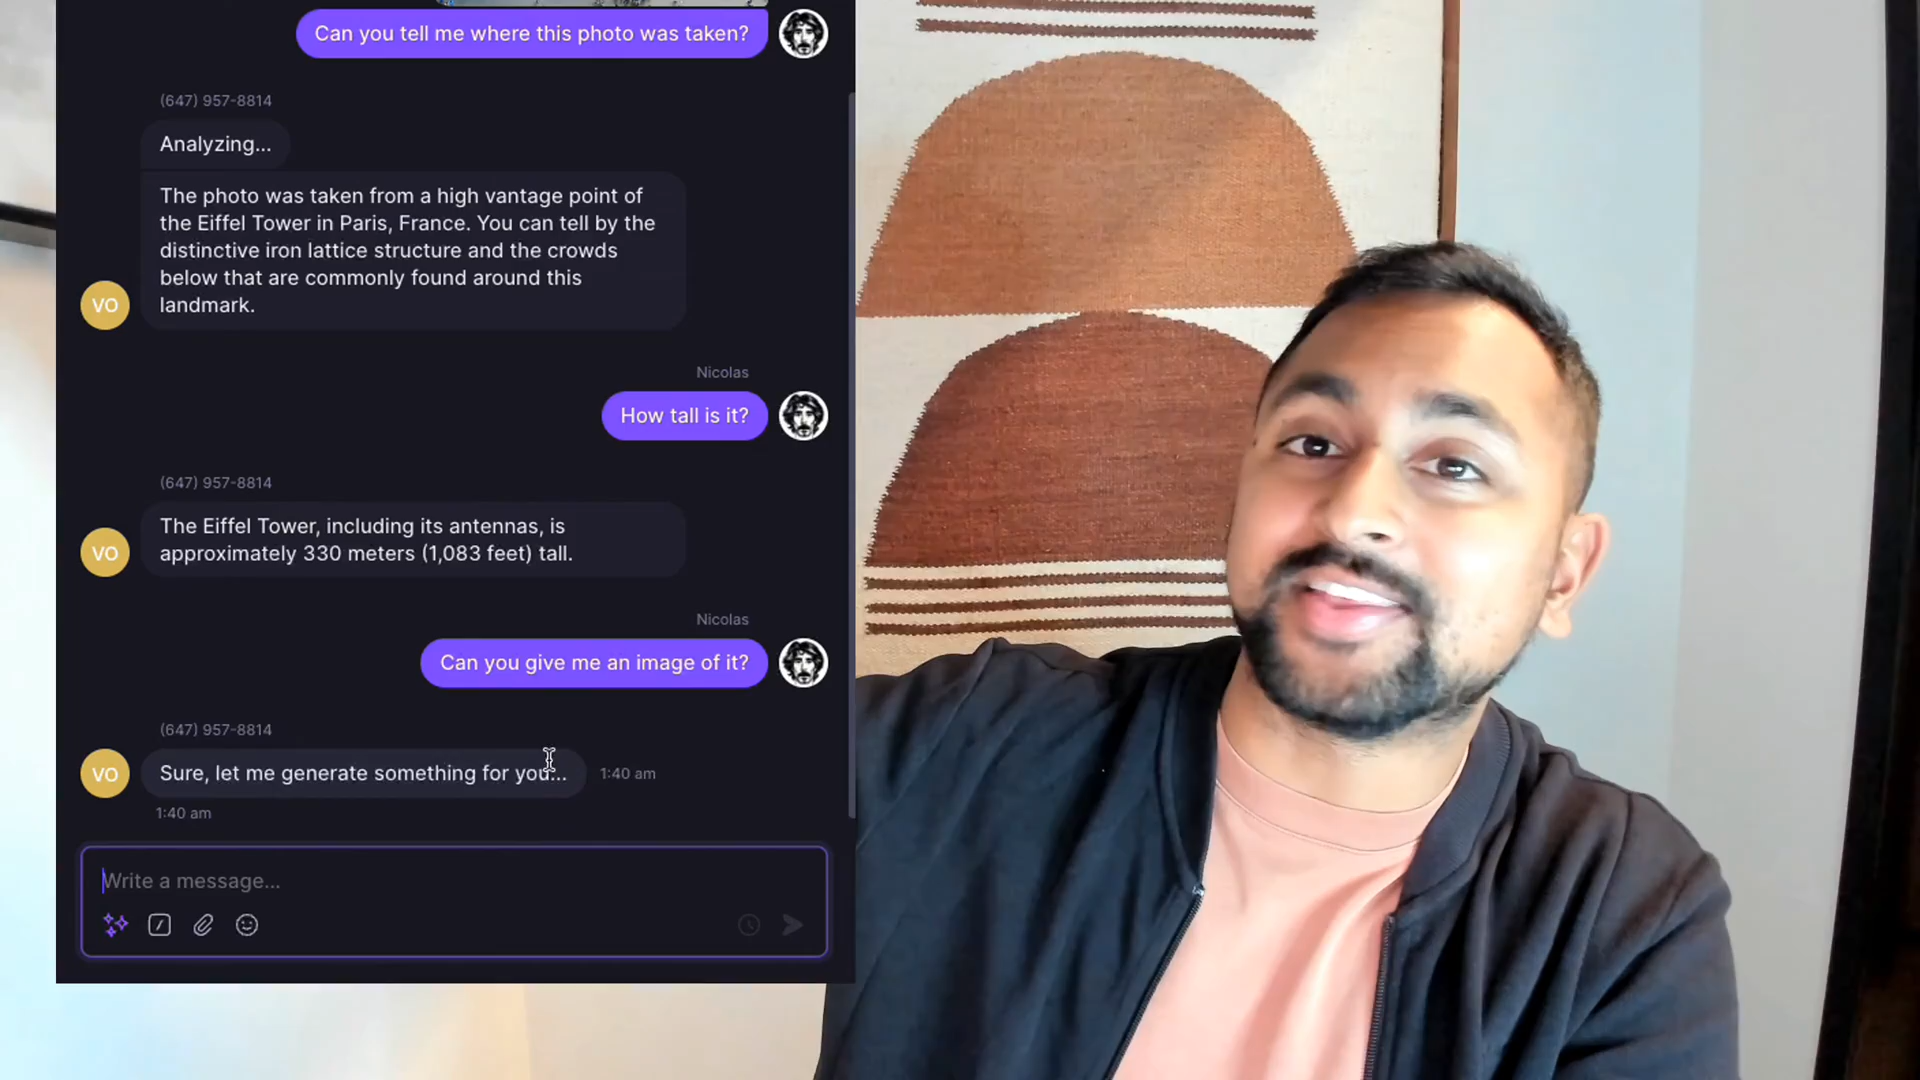 Can you tell me where this photo was taken?
(647) 957-8814
Analyzing...
The photo was taken from a high vantage point of
the Eiffel Tower in Paris, France. You can tell by the
distinctive iron lattice structure and the crowds
below that are commonly found around this
landmark.
VO
Nicolas
How tall is it?
(647) 957-8814
The Eiffel Tower, including its antennas, is
approximately 330 meters (1,083 feet) tall.
VO
Nicolas
Can you give me an image of it?
(647) 957-8814
VO
Sure, let me generate something for you...
1:40 am
1:40 am
Write a message...